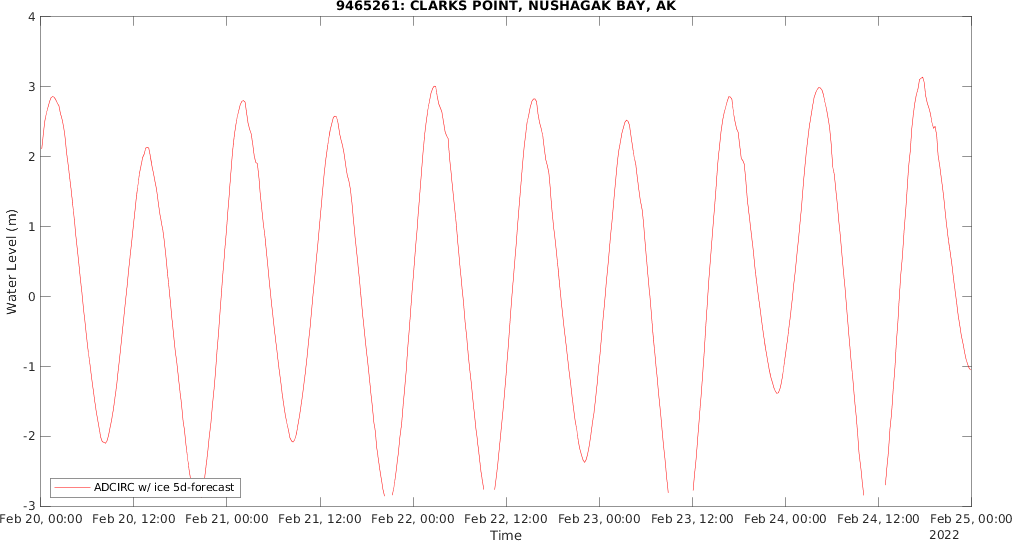 9465261: CLARKS POINT, NUSHAGAK BAY, AK
4
3
2
1
0
-1
-2
-3
Water Level (m)
ADCIRC w/ ice 5d-forecast
Feb 20, 00:00 Feb 20, 12:00 Feb 21, 00:00 Feb 21, 12:00 Feb 22, 00:00 Feb 22, 12:00 Feb 23, 00:00 Feb 23, 12:00 Feb 24, 00:00 Feb 24, 12:00 Feb 25, 00:00
Time
2022